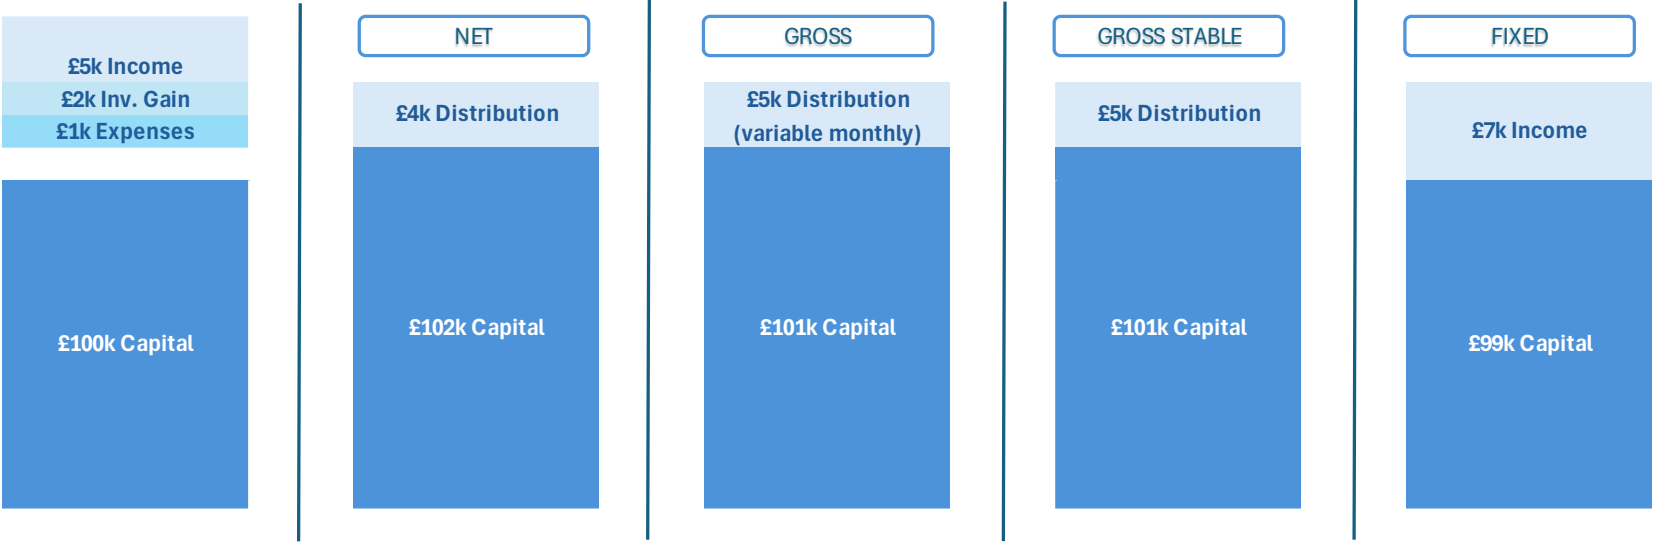 £5k Income
£2k Inv. Gain
£1k Expenses
£100k Capital
NET
£4k Distribution
£102k Capital
GROSS
£5k Distribution
(variable monthly)
£101k Capital
GROSS STABLE
£5k Distribution
£101k Capital
FIXED
£7k Income
£99k Capital